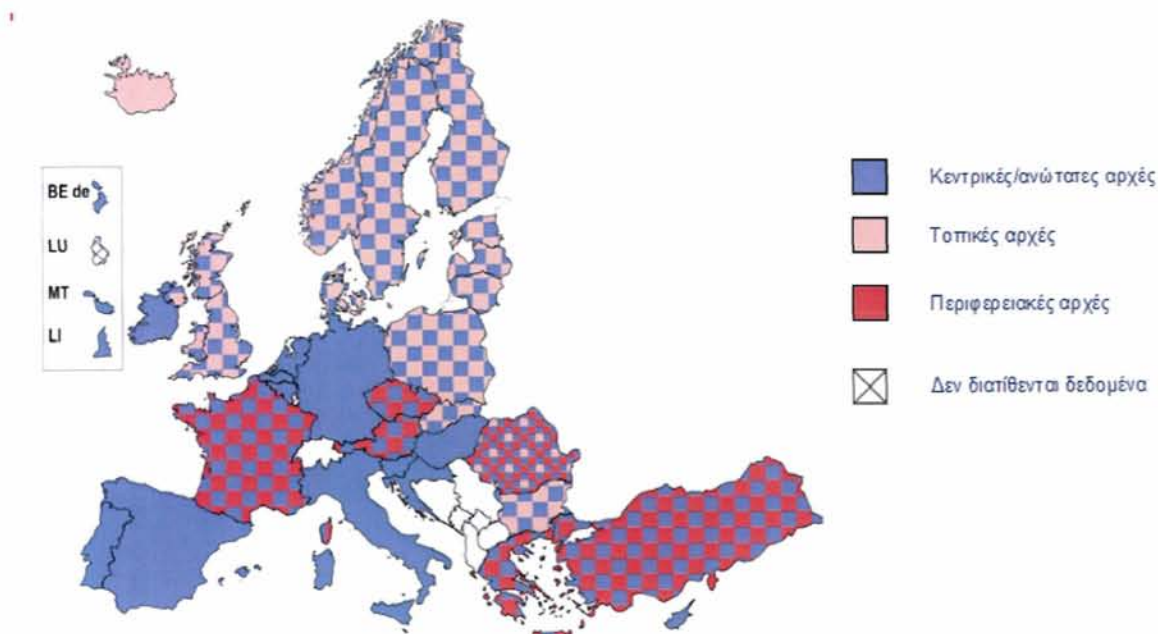 BE de
LU
MT
LI
Κεντρικές/ανώτατες αρχές
Τοπικές αρχές
Περιφερειακές αρχές
Δεν διατίθενται δεδομένα